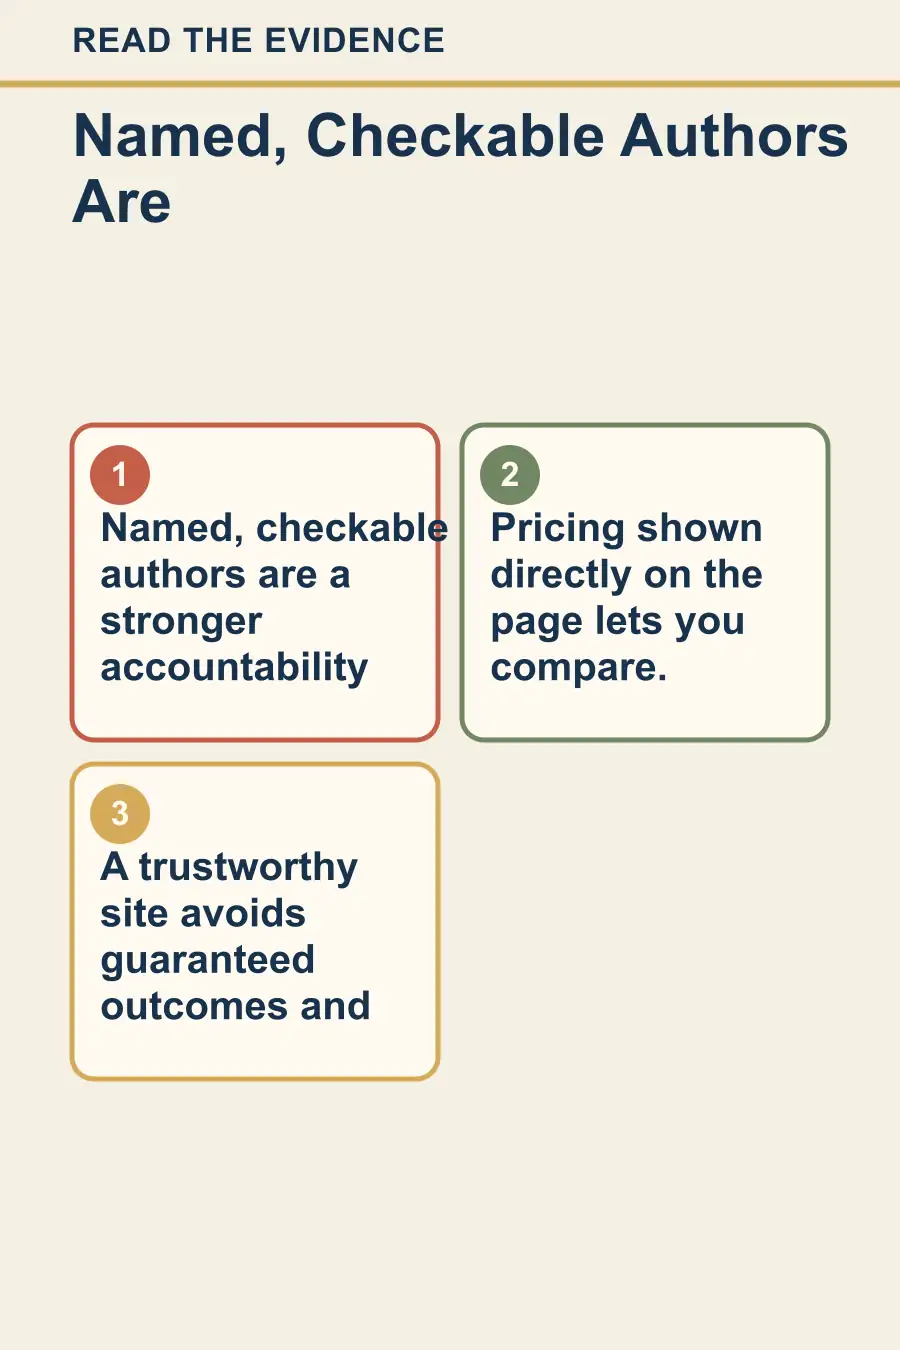 READ THE EVIDENCE
Named, Checkable Authors
Are
1
Named, checkable
authors are a
stronger
accountability
2
Pricing shown
directly on the
page lets you
compare.
3
A trustworthy
site avoids
guaranteed
outcomes and